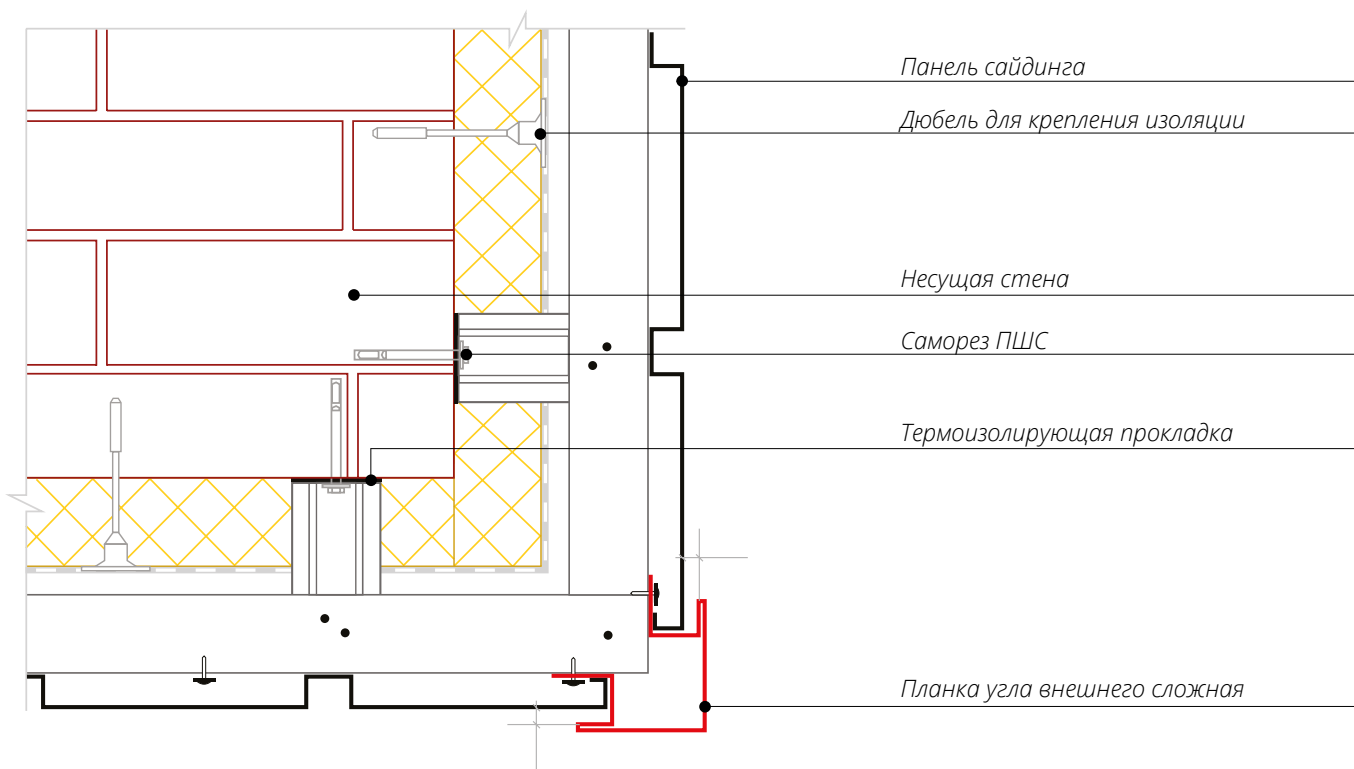 Панель сайдинга
Дюбель для крепления изоляции
Несущая стена
Саморез ПШС
Термоизолирующая прокладка
Планка угла внешнего сложная